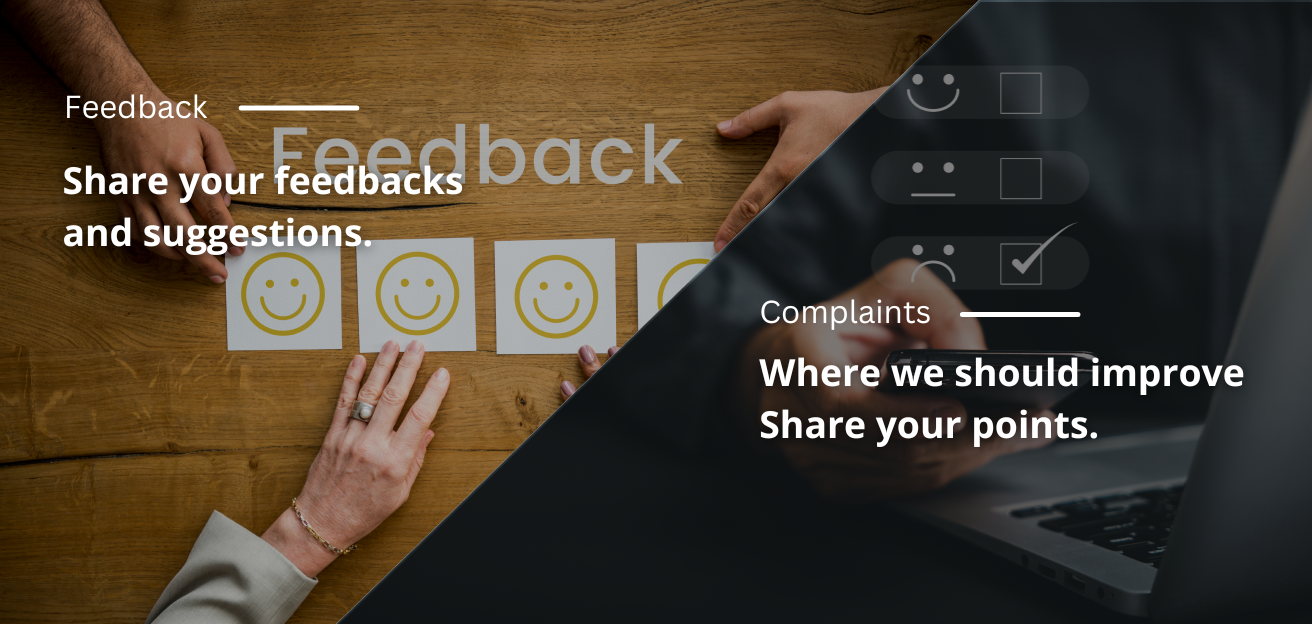 Feedback
Feedback
Share your feedbacks
and suggestions.
Complaints
Where we should improve
Share your points.